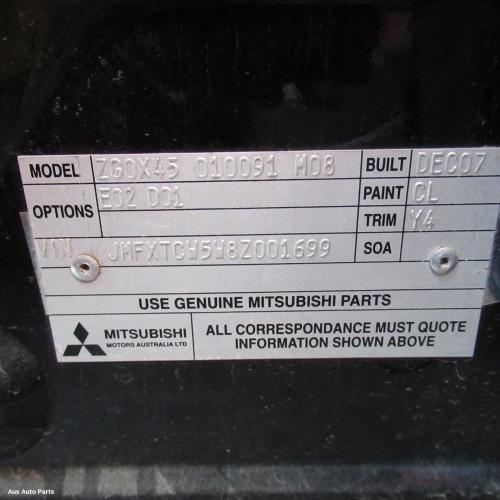 MODEL ZG0X45 010091 M08 BUILT DEC07
OPTIONS E02 D01 PAINT CL
TRIM Y4
VIN JMFXTCW5W8Z001699 SOA
USE GENUINE MITSUBISHI PARTS
MITSUBISHI
MOTORS AUSTRALIA LTD
ALL CORRESPONDANCE MUST QUOTE
INFORMATION SHOWN ABOVE
Aus Auto Parts